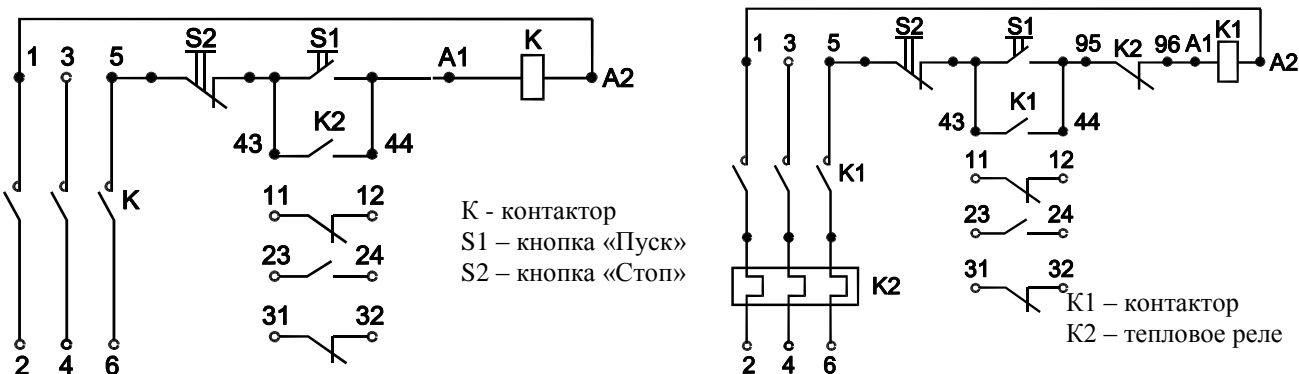 1 3 5 S2 S1 A1 K A2
43 K2 44
K
11 12
23 24
31 32
2 4 6
К - контактор
S1 – кнопка «Пуск»
S2 – кнопка «Стоп»
1 3 5 S2 S1 95 K2 96 A1 K1 A2
43 K1 44
K1
11 12
23 24
31 32
K2
2 4 6
К1 – контактор
К2 – тепловое реле